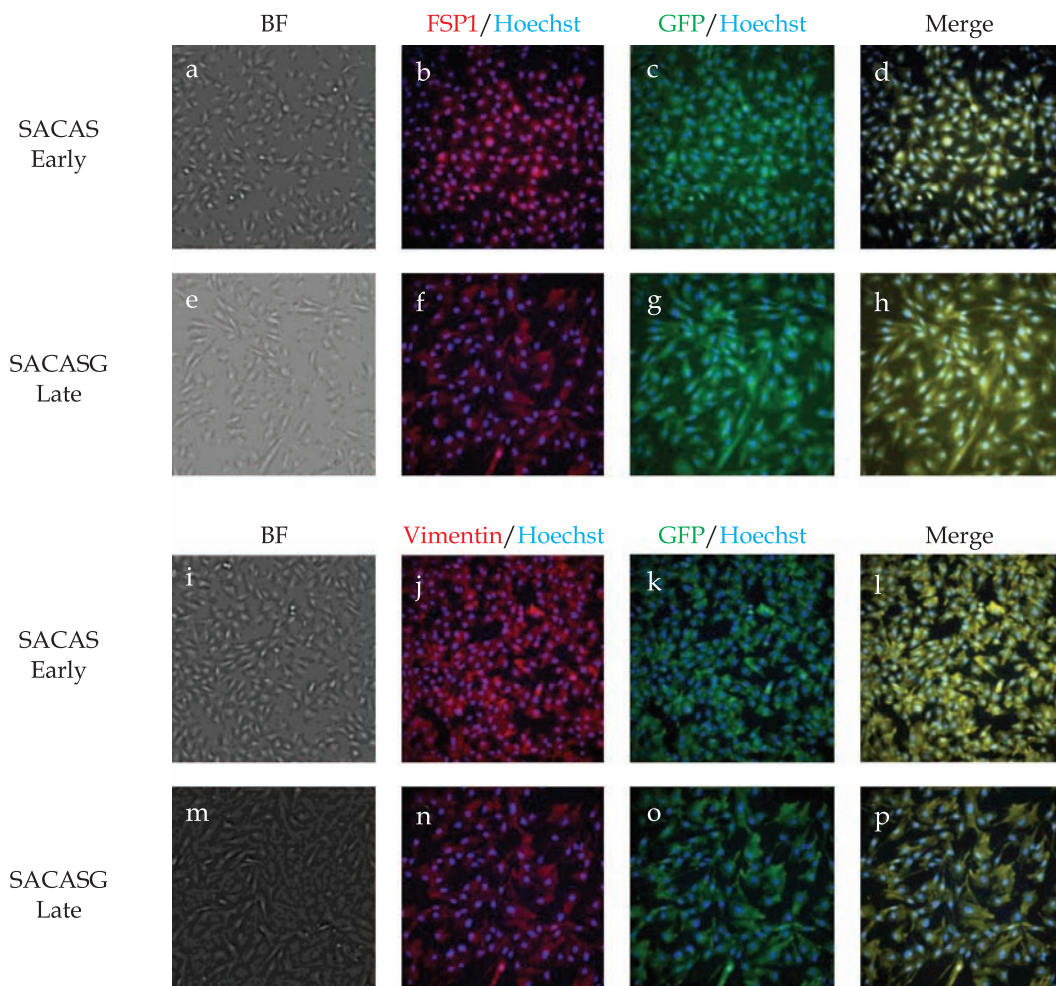 BF FSP1/Hoechst GFP/Hoechst Merge
SACAS
Early
a b c d
SACASG
Late
e f g h
BF Vimentin/Hoechst GFP/Hoechst Merge
SACAS
Early
i j k l
SACASG
Late
m n o p